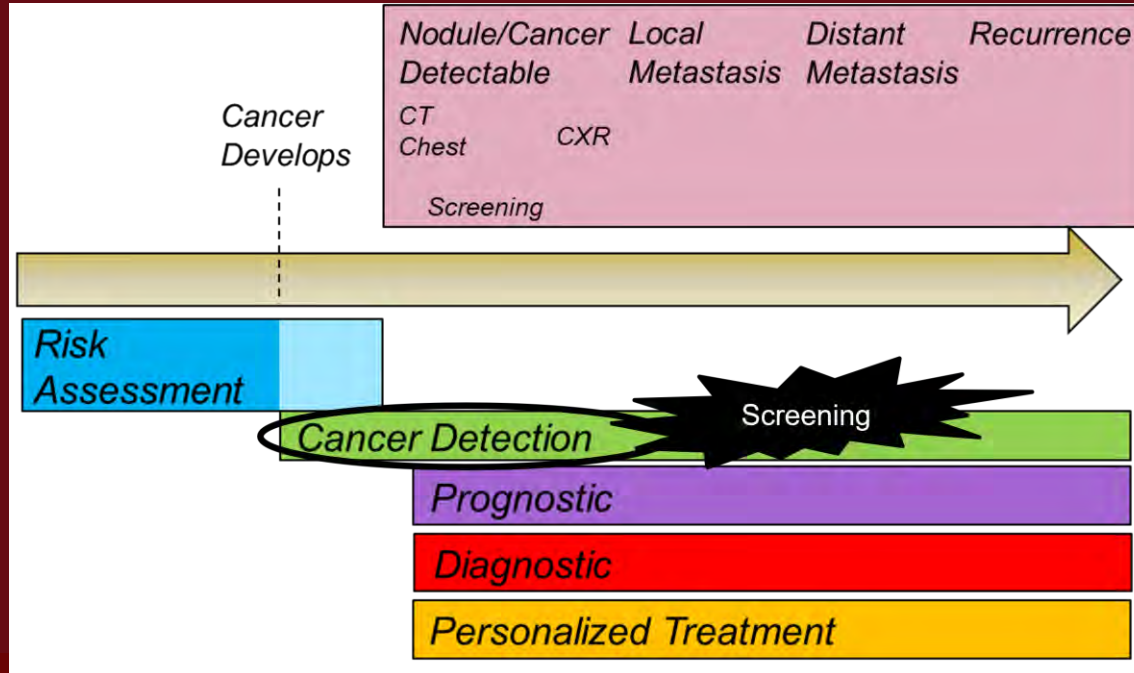 Nodule/Cancer Detectable
Local Metastasis
Distant Metastasis
Recurrence
CT Chest
CXR
Screening
Cancer Develops
Risk Assessment
Cancer Detection
Screening
Prognostic
Diagnostic
Personalized Treatment